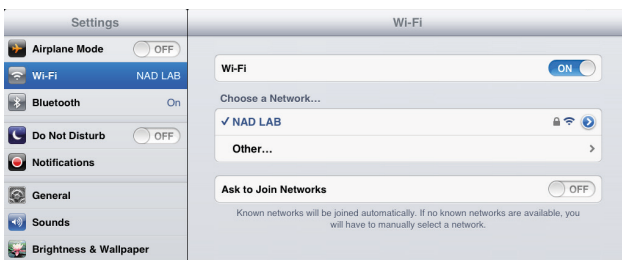 Settings
Airplane Mode OFF
Wi-Fi NAD LAB
Bluetooth On
Do Not Disturb OFF
Notifications
General
Sounds
Brightness & Wallpaper
Wi-Fi
Wi-Fi ON
Choose a Network...
✓ NAD LAB
Other...
Ask to Join Networks OFF
Known networks will be joined automatically. If no known networks are available, you
will have to manually select a network.